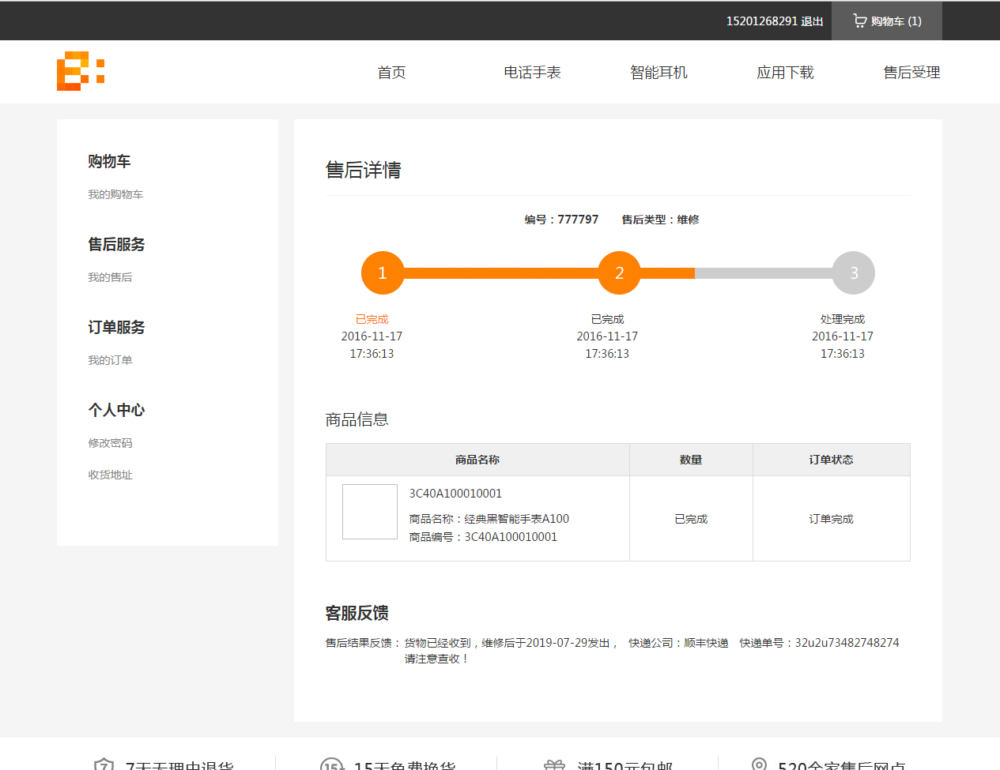 15201268291 退出 购物车 (1)
首页 电话手表 智能耳机 应用下载 售后受理
购物车
我的购物车
售后服务
我的售后
订单服务
我的订单
个人中心
修改密码
收货地址
售后详情
编号：777797 售后类型：维修
1 2 3
已完成 已完成 处理完成
2016-11-17 2016-11-17 2016-11-17
17:36:13 17:36:13 17:36:13
商品信息
商品名称 数量 订单状态
3C40A100010001
商品名称：经典黑智能手表A100 已完成 订单完成
商品编号：3C40A100010001
客服反馈
售后结果反馈： 货物已经收到，维修后于2019-07-29发出， 快递公司：顺丰快递 快递单号：32u2u73482748274
请注意查收！
7 7天无理由退货 15 15天免费换货 满150元包邮 520余家售后网点